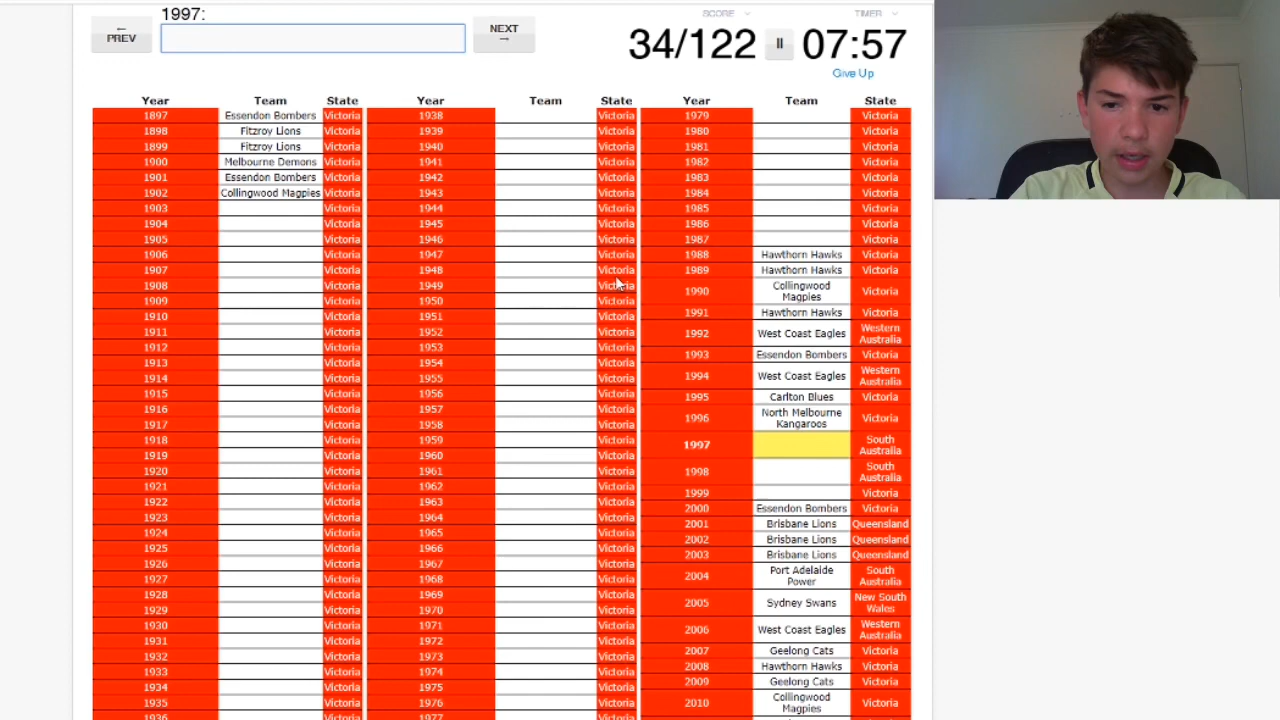 1997:
← PREV
NEXT →
SCORE
34/122
TIMER
07:57
Give Up
Year Team State Year Team State Year Team State
1897 Essendon Bombers Victoria 1938 Victoria 1979 Victoria
1898 Fitzroy Lions Victoria 1939 Victoria 1980 Victoria
1899 Fitzroy Lions Victoria 1940 Victoria 1981 Victoria
1900 Melbourne Demons Victoria 1941 Victoria 1982 Victoria
1901 Essendon Bombers Victoria 1942 Victoria 1983 Victoria
1902 Collingwood Magpies Victoria 1943 Victoria 1984 Victoria
1903 Victoria 1944 Victoria 1985 Victoria
1904 Victoria 1945 Victoria 1986 Victoria
1905 Victoria 1946 Victoria 1987 Victoria
1906 Victoria 1947 Victoria 1988 Hawthorn Hawks Victoria
1907 Victoria 1948 Victoria 1989 Hawthorn Hawks Victoria
1908 Victoria 1949 Victoria 1990 Collingwood Magpies Victoria
1909 Victoria 1950 Victoria
1910 Victoria 1951 Victoria 1991 Hawthorn Hawks Victoria
1911 Victoria 1952 Victoria 1992 West Coast Eagles Western Australia
1912 Victoria 1953 Victoria 1993 Essendon Bombers Victoria
1913 Victoria 1954 Victoria 1994 West Coast Eagles Western Australia
1914 Victoria 1955 Victoria
1915 Victoria 1956 Victoria 1995 Carlton Blues Victoria
1916 Victoria 1957 Victoria 1996 North Melbourne Kangaroos Victoria
1917 Victoria 1958 Victoria
1918 Victoria 1959 Victoria 1997 South Australia
1919 Victoria 1960 Victoria
1920 Victoria 1961 Victoria 1998 South Australia
1921 Victoria 1962 Victoria 1999 Victoria
1922 Victoria 1963 Victoria 2000 Essendon Bombers Victoria
1923 Victoria 1964 Victoria 2001 Brisbane Lions Queensland
1924 Victoria 1965 Victoria 2002 Brisbane Lions Queensland
1925 Victoria 1966 Victoria 2003 Brisbane Lions Queensland
1926 Victoria 1967 Victoria 2004 Port Adelaide Power South Australia
1927 Victoria 1968 Victoria
1928 Victoria 1969 Victoria 2005 Sydney Swans New South Wales
1929 Victoria 1970 Victoria
1930 Victoria 1971 Victoria 2006 West Coast Eagles Western Australia
1931 Victoria 1972 Victoria
1932 Victoria 1973 Victoria 2007 Geelong Cats Victoria
1933 Victoria 1974 Victoria 2008 Hawthorn Hawks Victoria
1934 Victoria 1975 Victoria 2009 Geelong Cats Victoria
1935 Victoria 1976 Victoria 2010 Collingwood Magpies Victoria
1936 Victoria 1977 Victoria